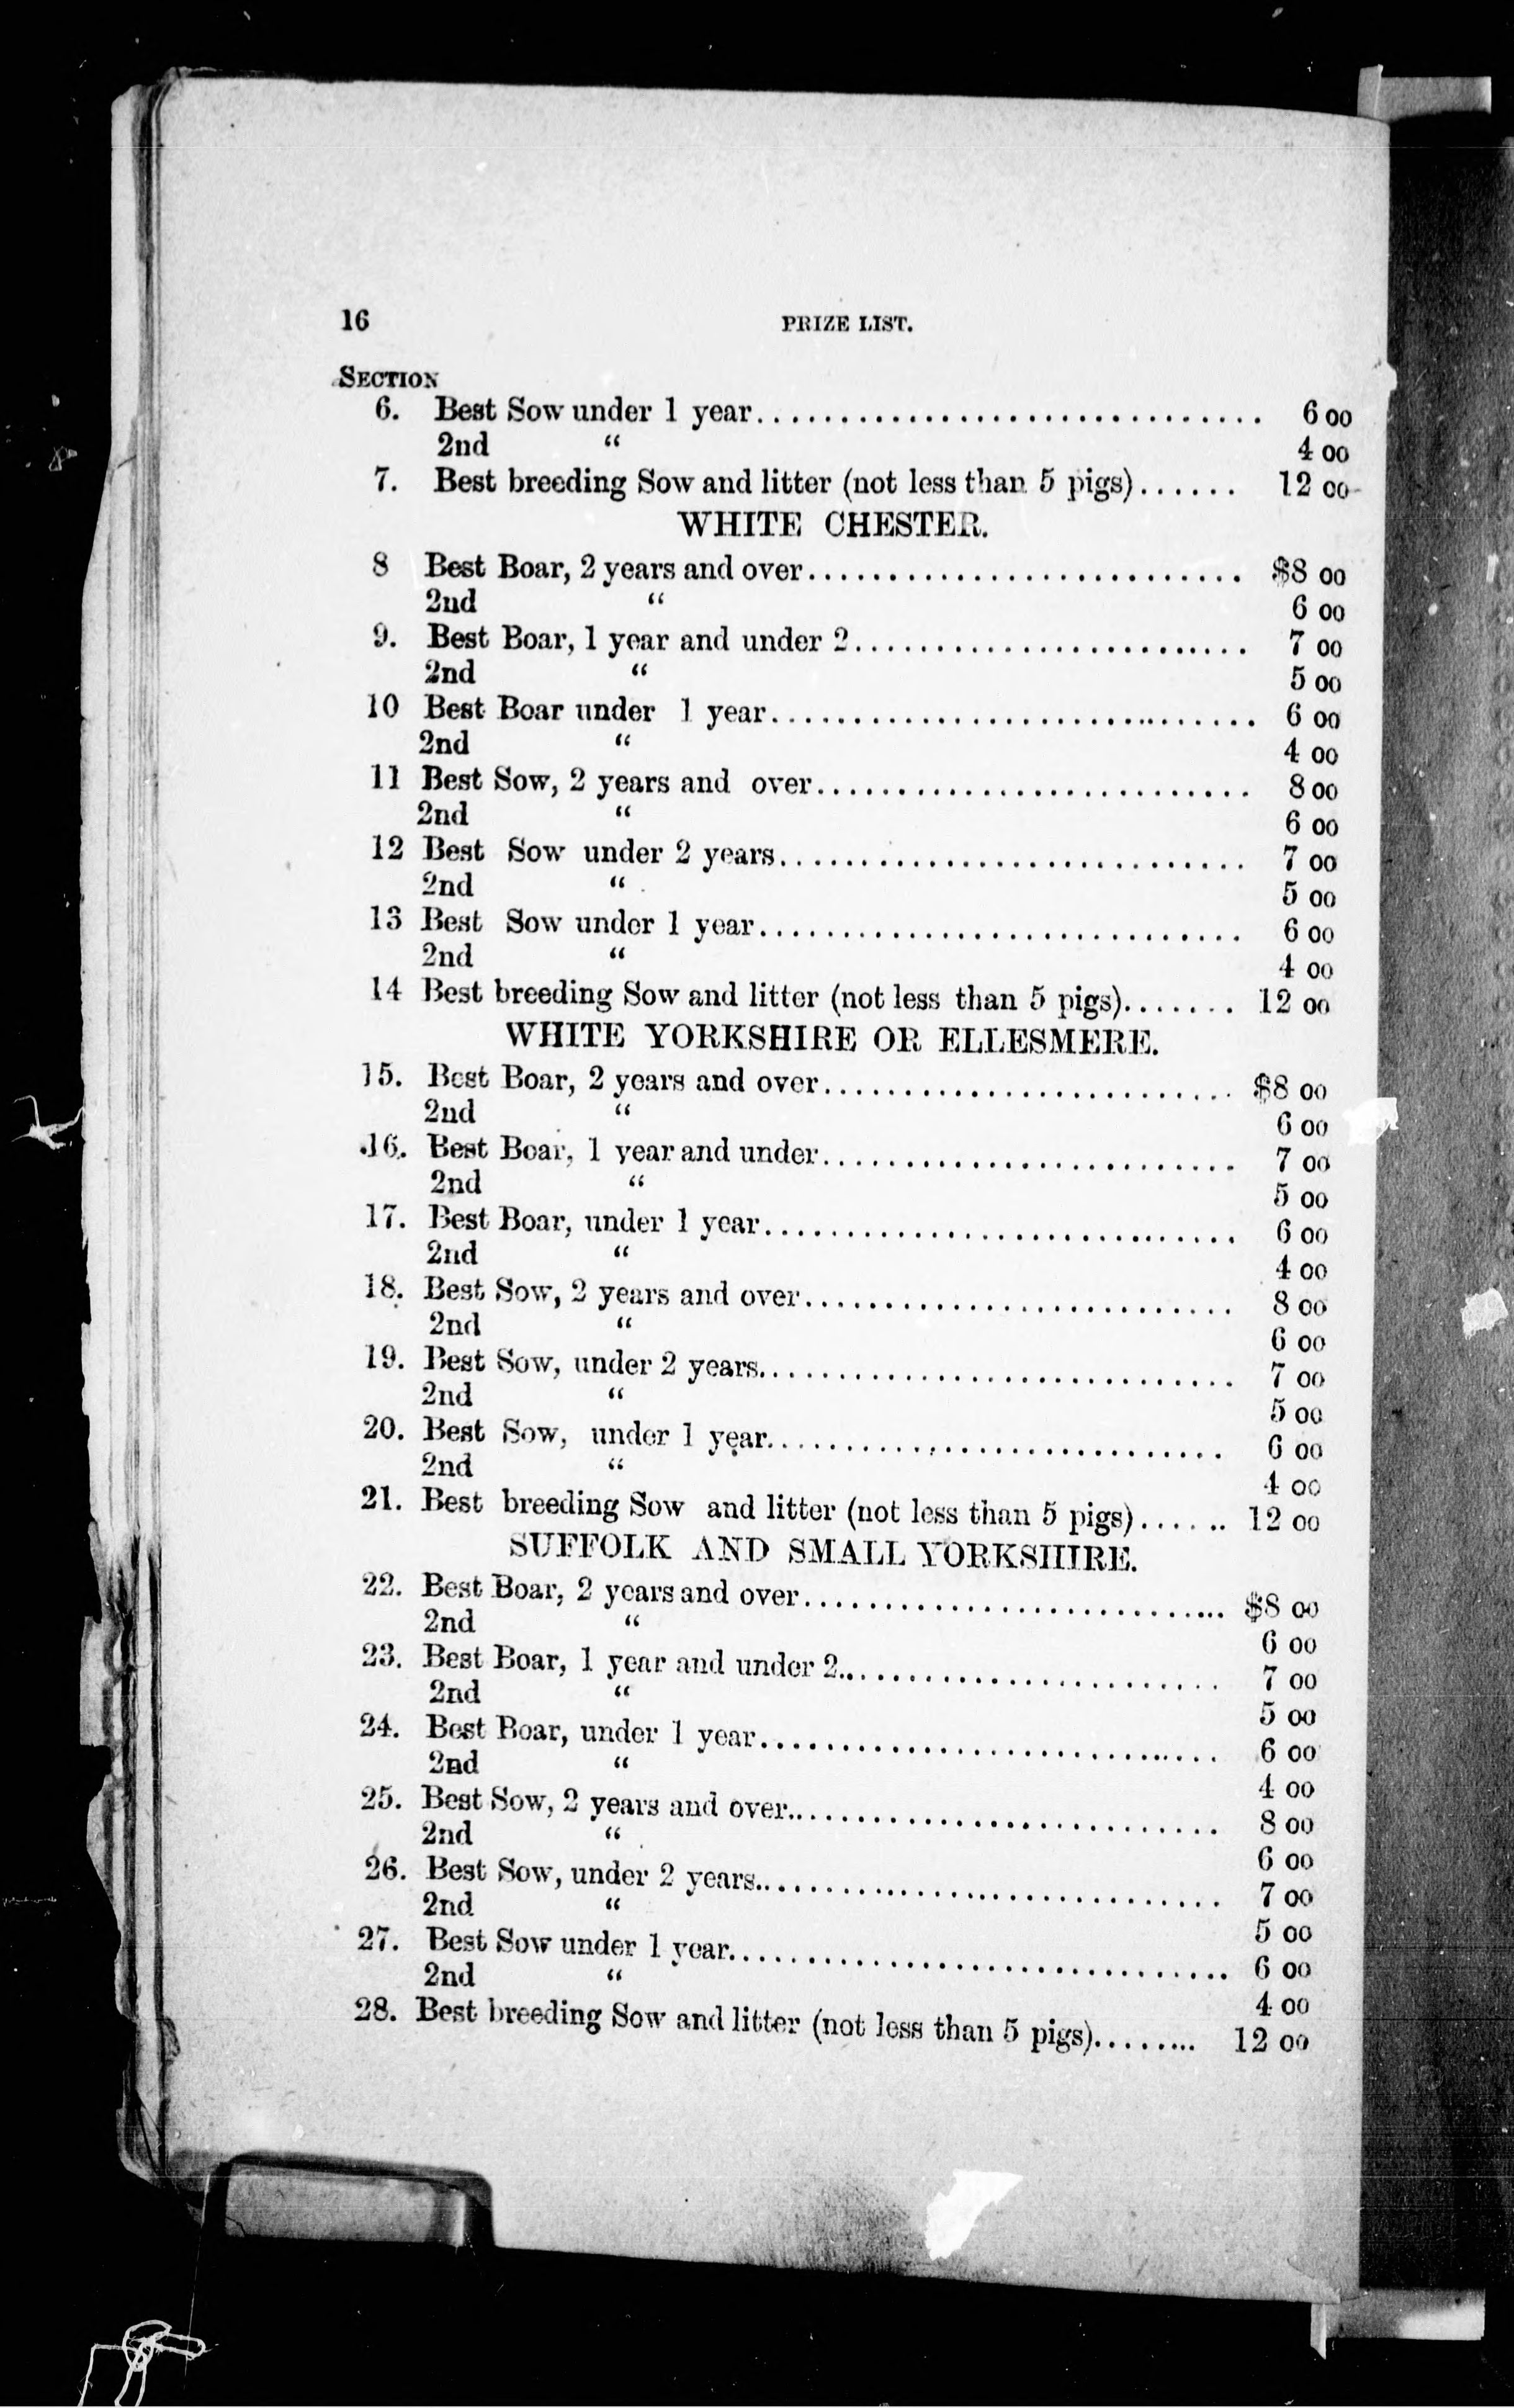 16 PRIZE LIST.
SECTION
6. Best Sow under 1 year................................ 6 00
2nd “ 4 00
7. Best breeding Sow and litter (not less than 5 pigs)...... 12 00
WHITE CHESTER.
8 Best Boar, 2 years and over........................... $8 00
2nd “ 6 00
9. Best Boar, 1 year and under 2......................... 7 00
2nd “ 5 00
10 Best Boar under 1 year.............................. 6 00
2nd “ 4 00
11 Best Sow, 2 years and over........................... 8 00
2nd “ 6 00
12 Best Sow under 2 years............................. 7 00
2nd “ 5 00
13 Best Sow under 1 year.............................. 6 00
2nd “ 4 00
14 Best breeding Sow and litter (not less than 5 pigs)....... 12 00
WHITE YORKSHIRE OR ELLESMERE.
15. Best Boar, 2 years and over.......................... $8 00
2nd “ 6 00
16. Best Boar, 1 year and under.......................... 7 00
2nd “ 5 00
17. Best Boar, under 1 year.............................. 6 00
2nd “ 4 00
18. Best Sow, 2 years and over........................... 8 00
2nd “ 6 00
19. Best Sow, under 2 years.............................. 7 00
2nd “ 5 00
20. Best Sow, under 1 year............................. 6 00
2nd “ 4 00
21. Best breeding Sow and litter (not less than 5 pigs)...... 12 00
SUFFOLK AND SMALL YORKSHIRE.
22. Best Boar, 2 years and over........................... $8 00
2nd “ 6 00
23. Best Boar, 1 year and under 2......................... 7 00
2nd “ 5 00
24. Best Boar, under 1 year.............................. 6 00
2nd “ 4 00
25. Best Sow, 2 years and over............................ 8 00
2nd “ 6 00
26. Best Sow, under 2 years.............................. 7 00
2nd “ 5 00
27. Best Sow under 1 year................................ 6 00
2nd “ 4 00
28. Best breeding Sow and litter (not less than 5 pigs)........ 12 00